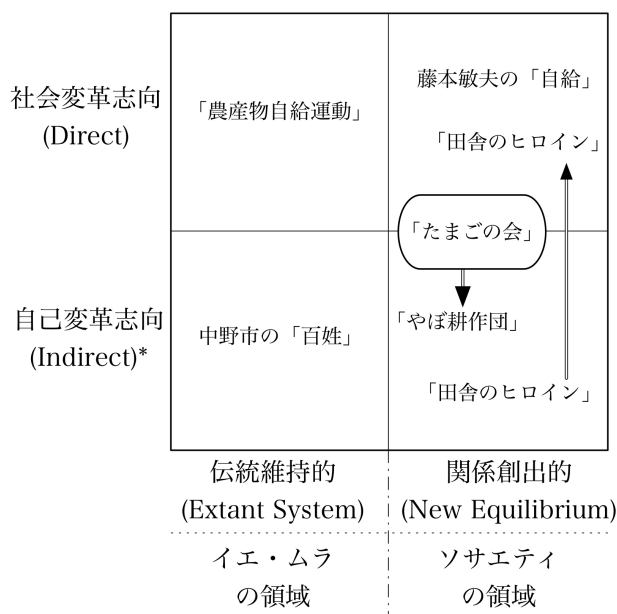 社会変革志向
(Direct)
「農産物自給運動」
藤本敏夫の「自給」
「田舎のヒロイン」
「たまごの会」
自己変革志向
(Indirect)*
中野市の「百姓」
「やぼ耕作団」
「田舎のヒロイン」
伝統維持的
(Extant System)
関係創出的
(New Equilibrium)
イエ・ムラ
の領域
ソサエティ
の領域